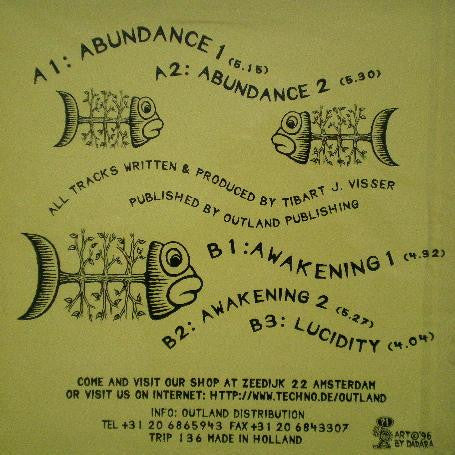 A1: ABUNDANCE 1 (5.15)
A2: ABUNDANCE 2 (5.30)
ALL TRACKS WRITTEN & PRODUCED BY TIBART J. VISSER
PUBLISHED BY OUTLAND PUBLISHING
B1: AWAKENING 1 (4.32)
B2: AWAKENING 2 (5.27)
B3: LUCIDITY (4.04)
COME AND VISIT OUR SHOP AT ZEEDIJK 22 AMSTERDAM
OR VISIT US ON INTERNET: HTTP://WWW.TECHNO.DE/OUTLAND
INFO: OUTLAND DISTRIBUTION
TEL +31 20 6865943 FAX +31 20 6843307
TRIP 136 MADE IN HOLLAND
ART©'96
BY DADARA